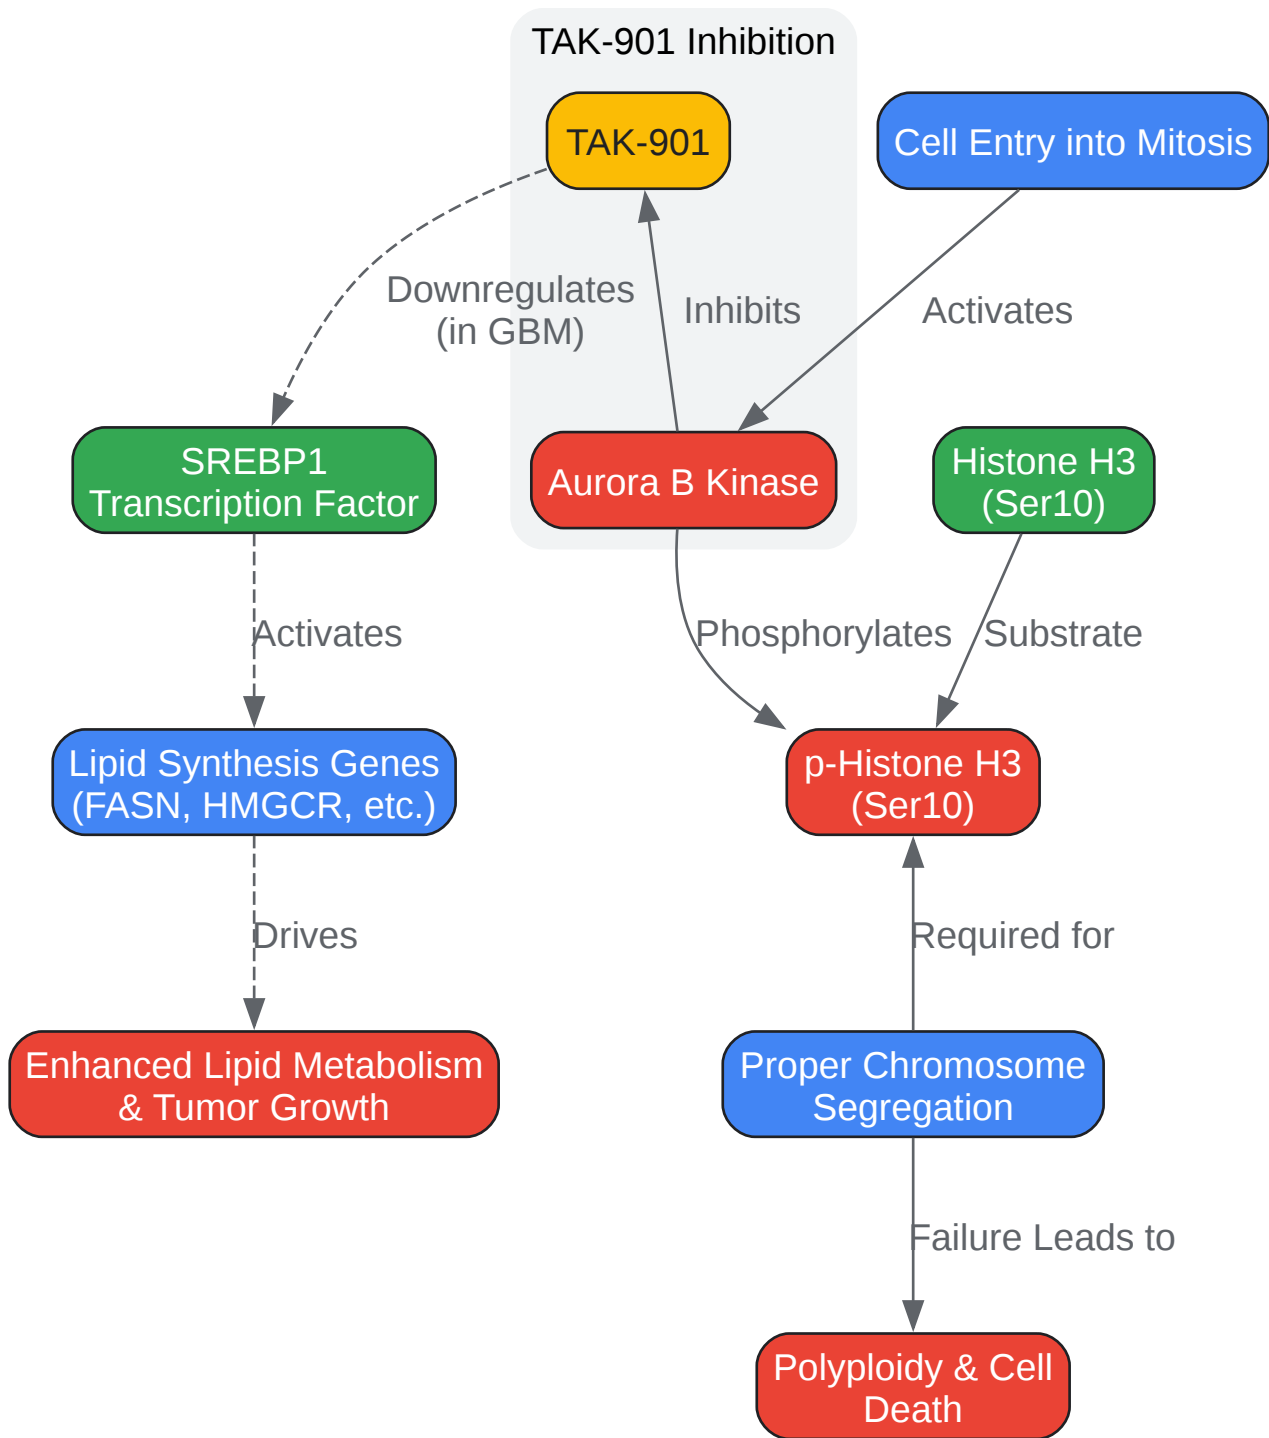 TAK-901 Inhibition
TAK-901
Cell Entry into Mitosis
Downregulates
(in GBM)
Inhibits
Activates
SREBP1
Transcription Factor
Aurora B Kinase
Histone H3
(Ser10)
Activates
Phosphorylates
Substrate
Lipid Synthesis Genes
(FASN, HMGCR, etc.)
p-Histone H3
(Ser10)
Drives
Required for
Enhanced Lipid Metabolism
& Tumor Growth
Proper Chromosome
Segregation
Failure Leads to
Polyploidy & Cell
Death